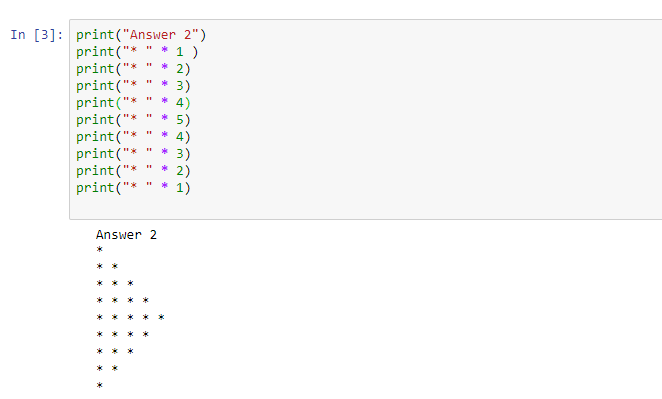 In [3]: print("Answer 2")
print("* " * 1 )
print("* " * 2)
print("* " * 3)
print("* " * 4)
print("* " * 5)
print("* " * 4)
print("* " * 3)
print("* " * 2)
print("* " * 1)
Answer 2
*
* *
* * *
* * * *
* * * * *
* * * *
* * *
* *
*